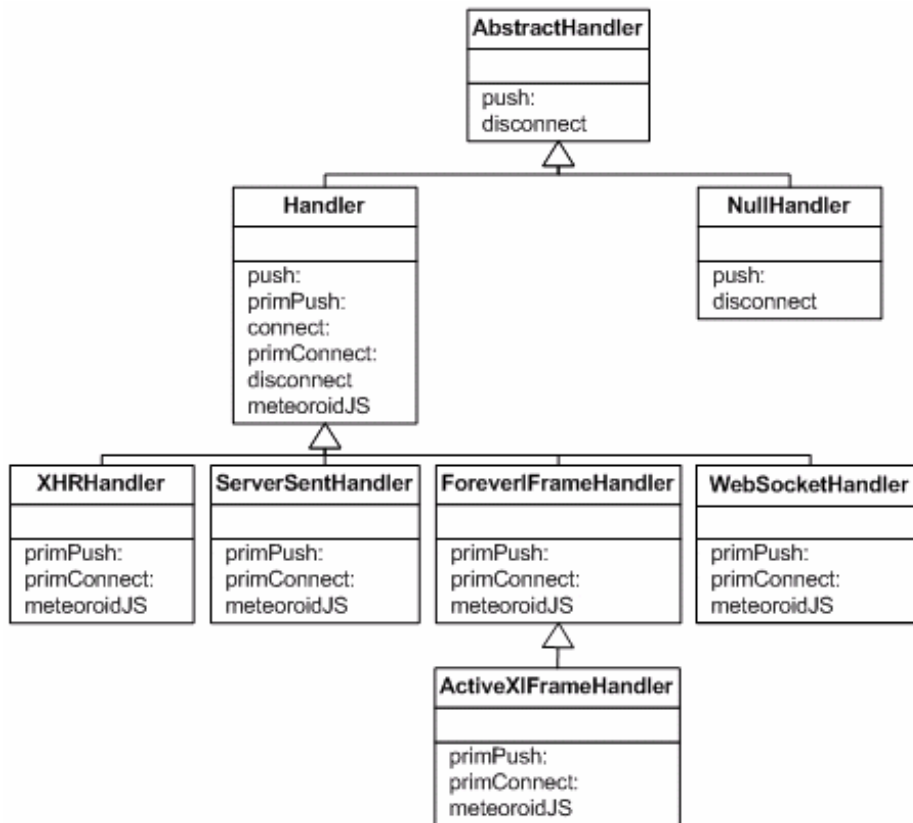 AbstractHandler
push:
disconnect
Handler
push:
primPush:
connect:
primConnect:
disconnect
meteoroidJS
NullHandler
push:
disconnect
XHRHandler
primPush:
primConnect:
meteoroidJS
ServerSentHandler
primPush:
primConnect:
meteoroidJS
ForeverIFrameHandler
primPush:
primConnect:
meteoroidJS
WebSocketHandler
primPush:
primConnect:
meteoroidJS
ActiveXIFrameHandler
primPush:
primConnect:
meteoroidJS